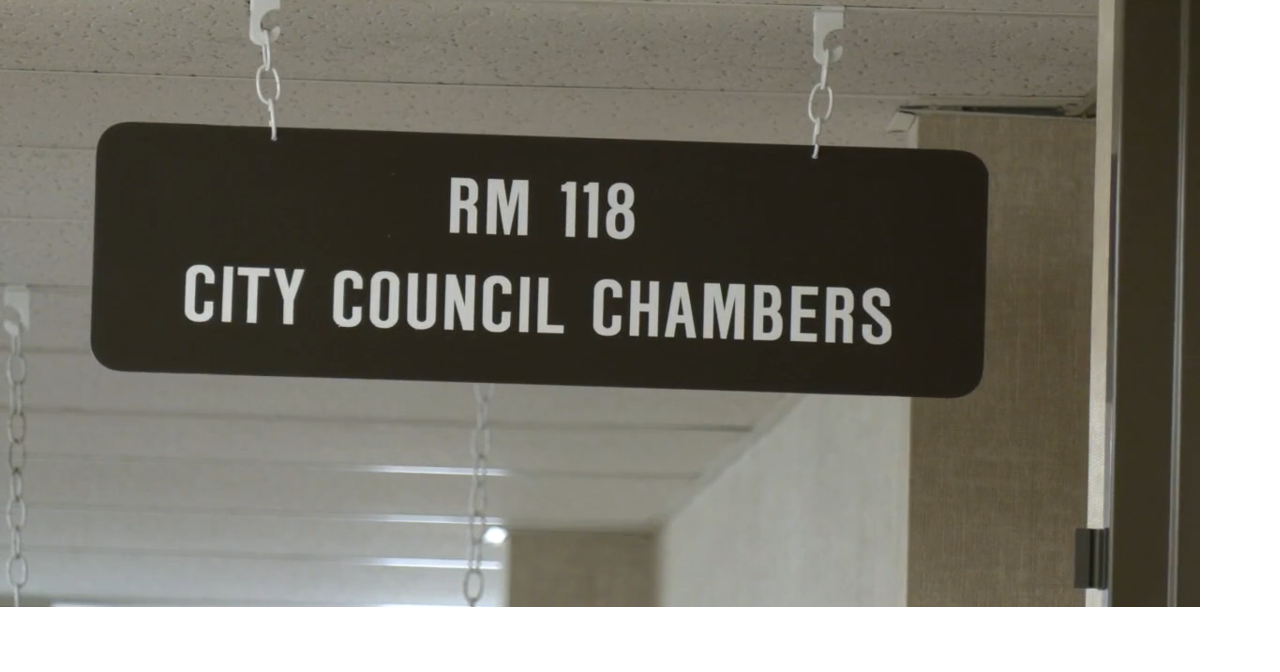 RM 118
CITY COUNCIL CHAMBERS